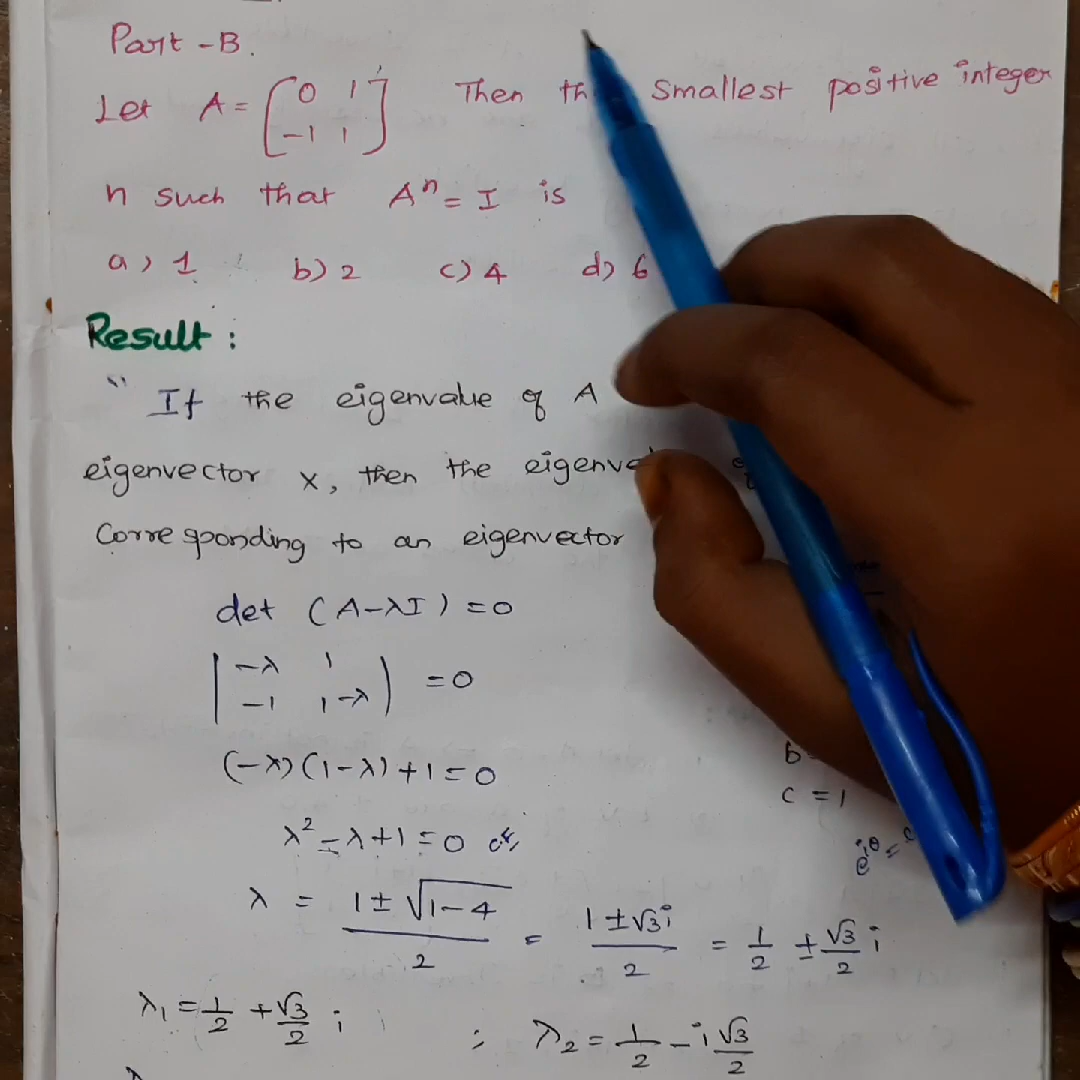 Part -B.
Let A = [ 0 1 -1 1 ] Then smallest positive integer
n such that Aⁿ = I is
a) 1 b) 2 c) 4 d) 6
Result :
" If the eigenvalue of A
eigenvector x, then the
corresponding to an eigenvector
det (A-λI) = 0
| -λ 1 -1 1-λ | = 0
(-λ)(1-λ)+1=0
λ² - λ + 1 = 0
c = 1
λ = (1 ± √(1-4))/2 = (1 ± √3i)/2 = 1/2 ± √3/2 i
λ₁ = 1/2 + √3/2 i ; λ₂ = 1/2 - i √3/2